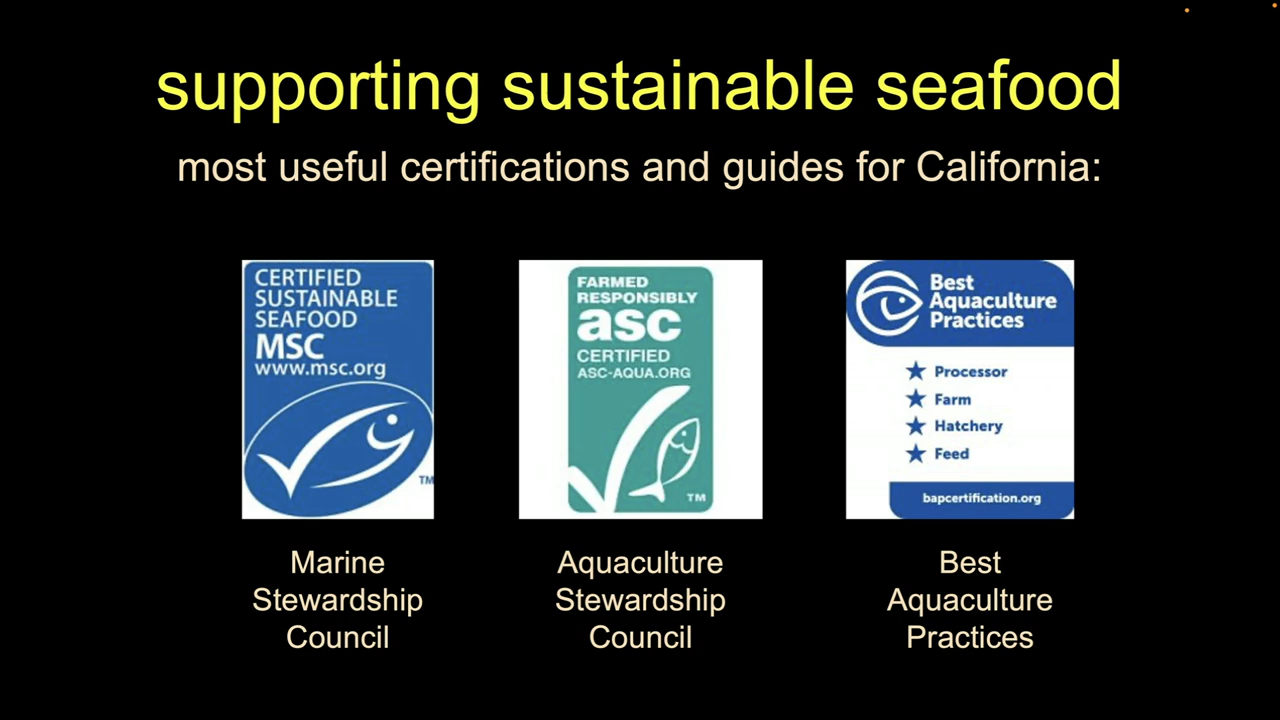 supporting sustainable seafood
most useful certifications and guides for California:
CERTIFIED
SUSTAINABLE
SEAFOOD
MSC
www.msc.org
TM
FARMED
RESPONSIBLY
asc
CERTIFIED
ASC-AQUA.ORG
TM
Best
Aquaculture
Practices
Processor
Farm
Hatchery
Feed
bapcertification.org
Marine
Stewardship
Council
Aquaculture
Stewardship
Council
Best
Aquaculture
Practices